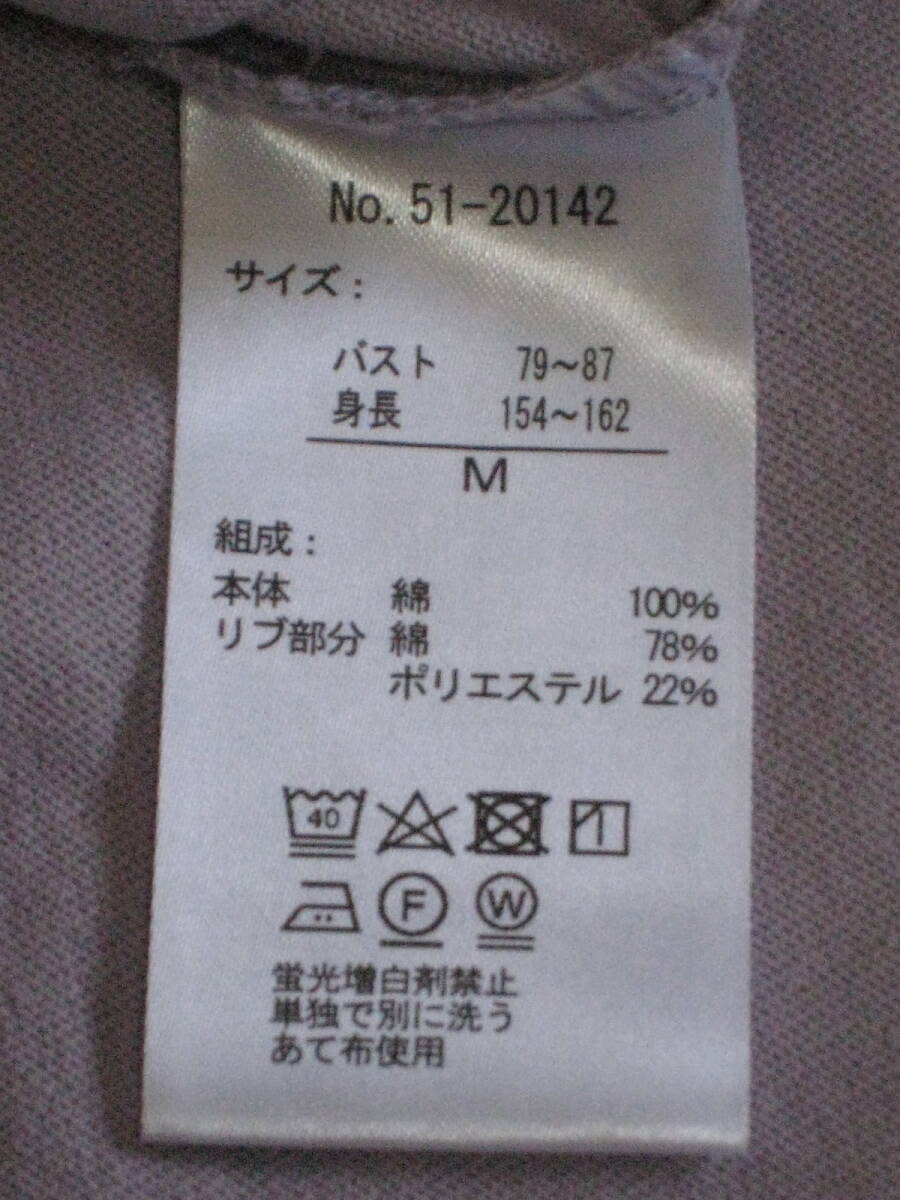 No. 51-20142
サイズ：
バスト 79～87
身長 154～162
M
組成：
本体 綿 100%
リブ部分 綿 78%
ポリエステル 22%
40
F W
蛍光増白剤禁止
単独で別に洗う
あて布使用